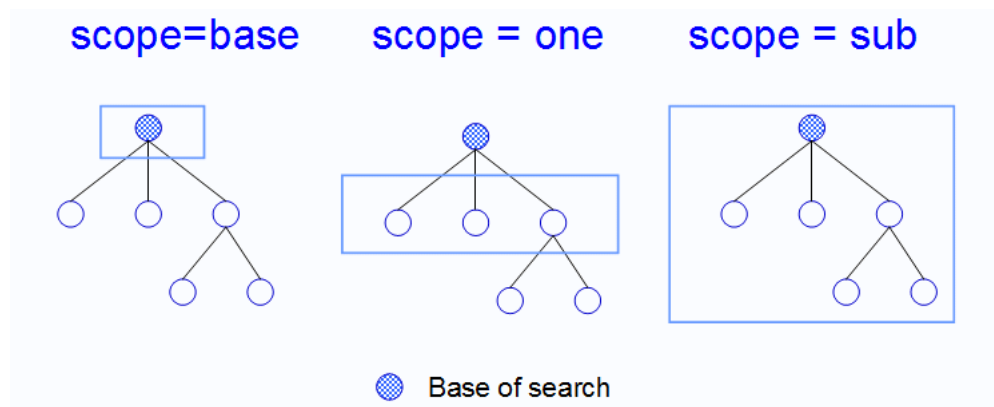 scope=base
scope = one
scope = sub
Base of search